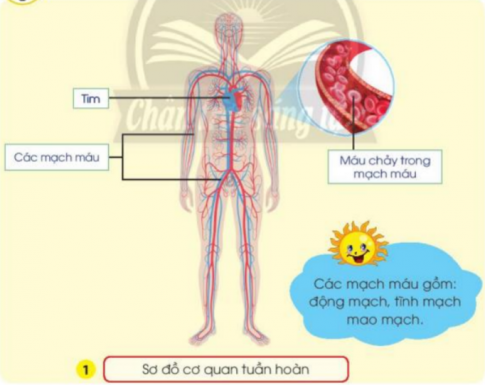 Tim
Các mạch máu
Máu chảy trong
mạch máu
Các mạch máu gồm:
động mạch, tĩnh mạch
mao mạch.
1
Sơ đồ cơ quan tuần hoàn